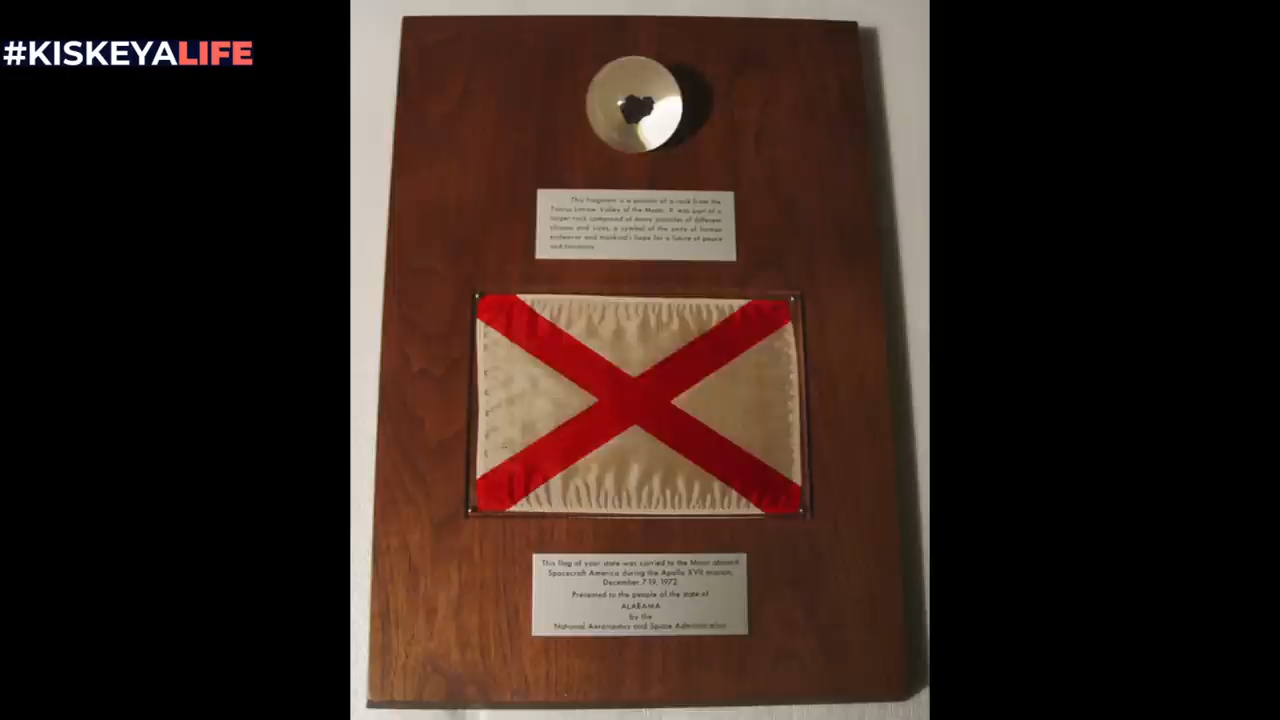 #KISKEYALIFE
This fragment is a portion of a rock from the
Taurus Littrow Valley of the Moon. It was part of a
larger rock composed of many particles of different
shapes and sizes, a symbol of the unity of human
endeavor and mankind's hope for a future of peace
and harmony.
This flag of your state was carried to the Moon aboard
Spacecraft America during the Apollo XVII mission,
December 7-19, 1972.
Presented to the people of the state of
ALABAMA
by the
National Aeronautics and Space Administration